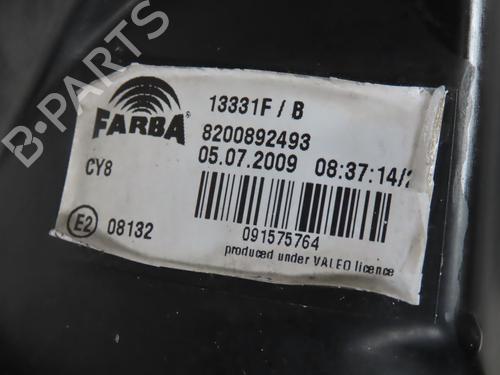 FARBA
13331F / B
8200892493
05.07.2009 08:37:14/
CY8
E2 08132
091575764
produced under VALEO licence
B-PARTS